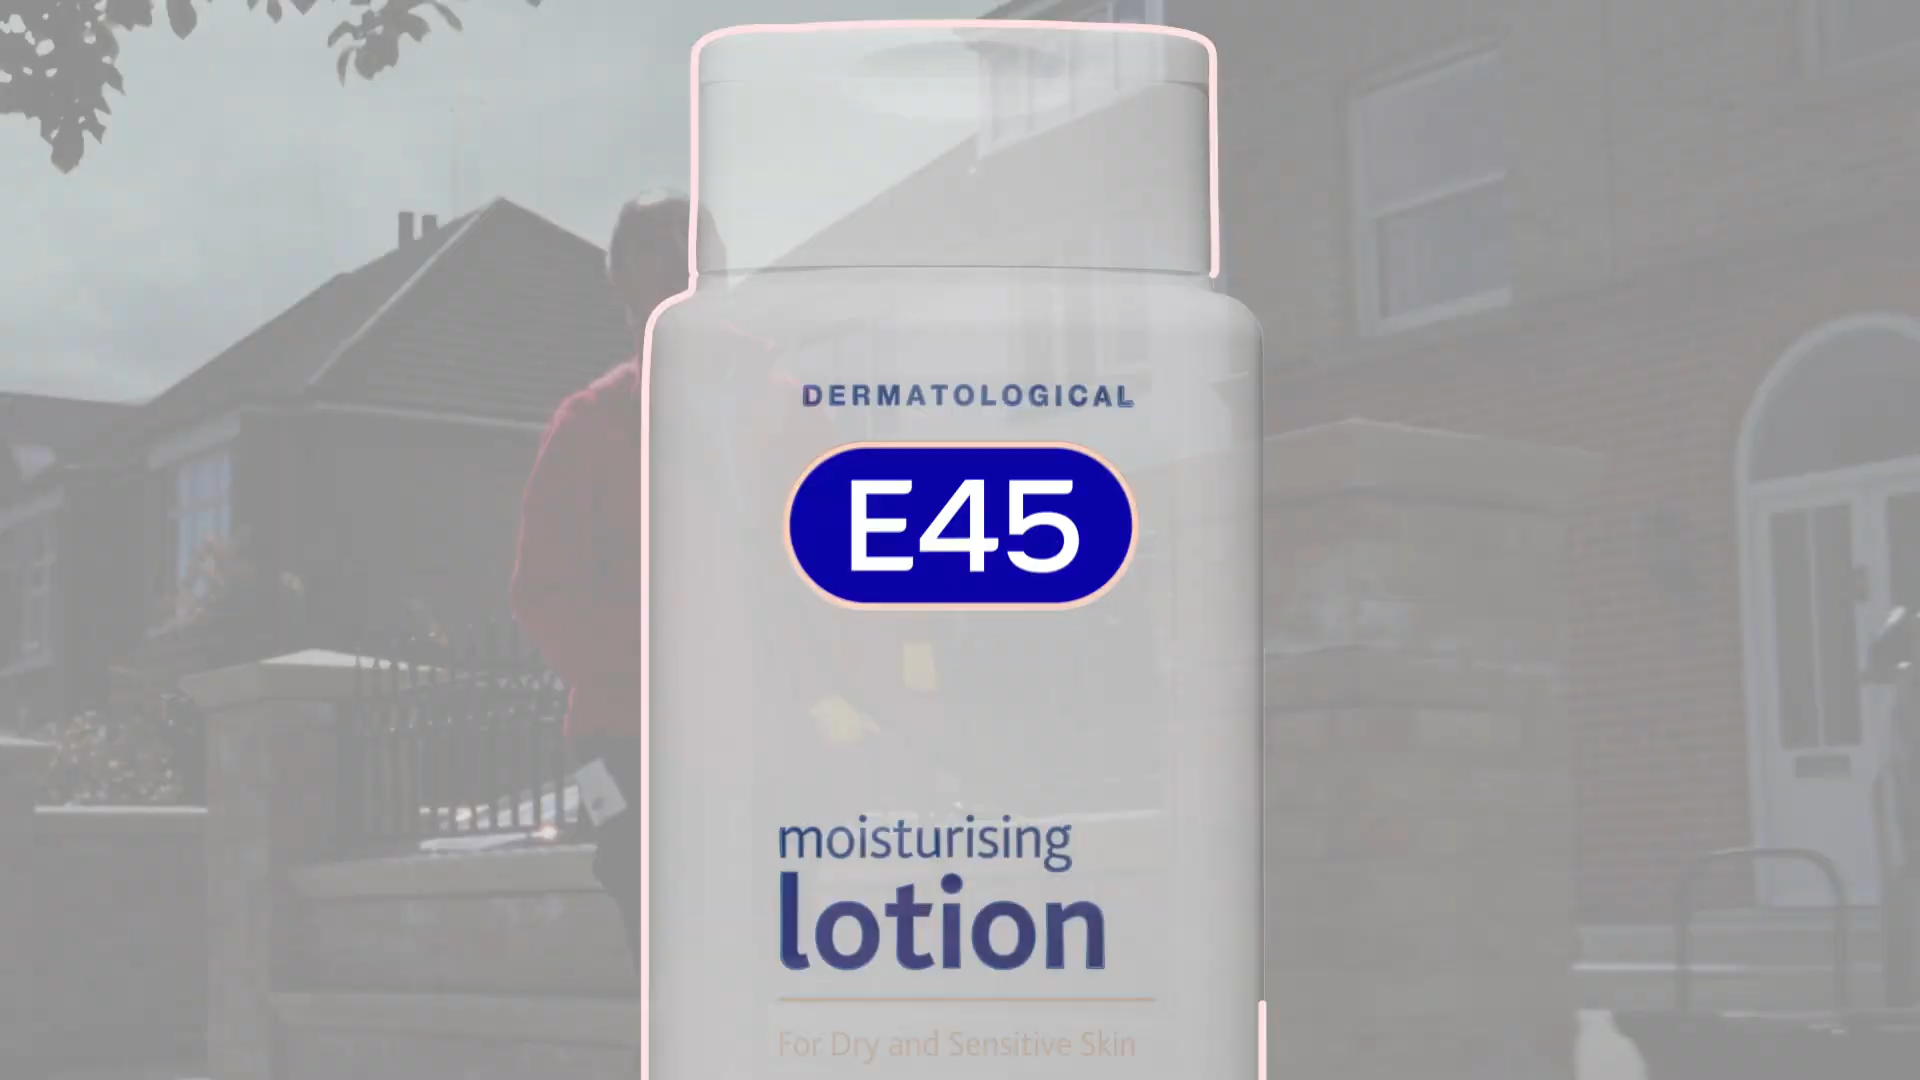 DERMATOLOGICAL
E45
moisturising
lotion
For Dry and Sensitive Skin